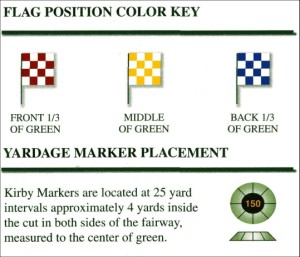 FLAG POSITION COLOR KEY
FRONT 1/3
OF GREEN
MIDDLE
OF GREEN
BACK 1/3
OF GREEN
YARDAGE MARKER PLACEMENT
Kirby Markers are located at 25 yard
intervals approximately 4 yards inside
the cut in both sides of the fairway,
measured to the center of green.
150